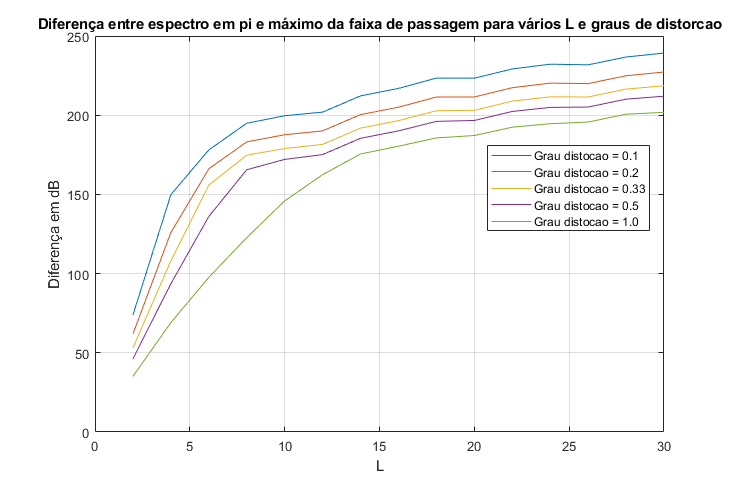 Diferença entre espectro em pi e máximo da faixa de passagem para vários L e graus de distorcao
250
200
150
100
50
0
Diferença em dB
Grau distocao = 0.1
Grau distocao = 0.2
Grau distocao = 0.33
Grau distocao = 0.5
Grau distocao = 1.0
0 5 10 15 20 25 30
L